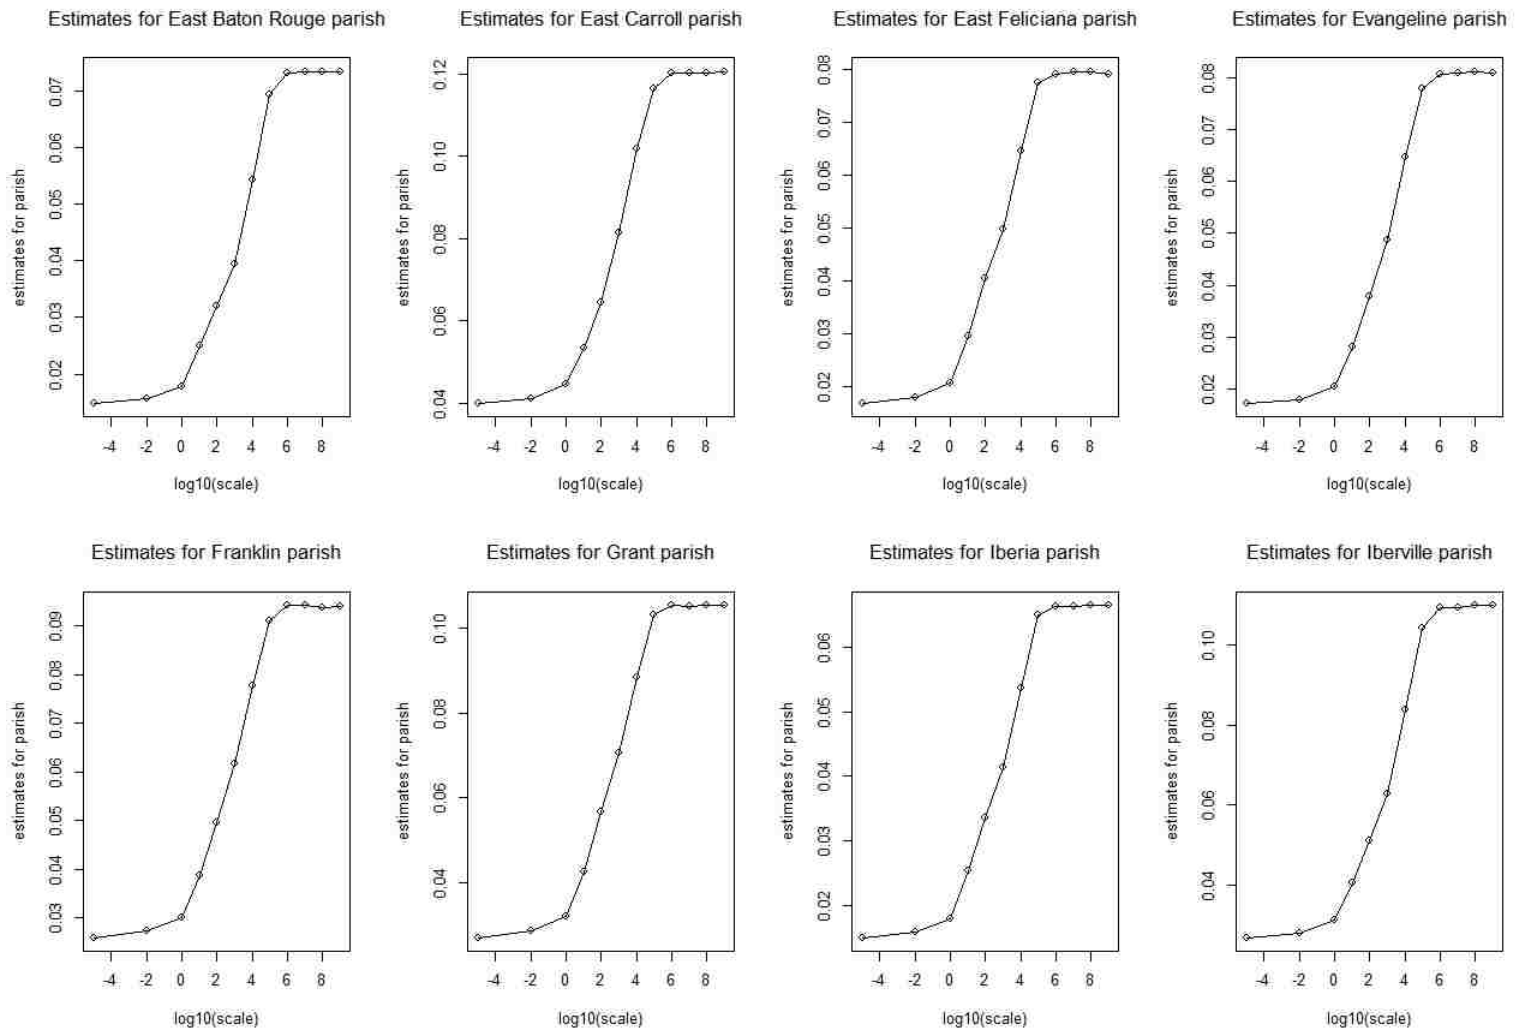 Estimates for East Baton Rouge parish
estimates for parish
0.07
0.06
0.05
0.04
0.03
0.02
-4 -2 0 2 4 6 8
log10(scale)
Estimates for East Carroll parish
estimates for parish
0.12
0.10
0.08
0.06
0.04
-4 -2 0 2 4 6 8
log10(scale)
Estimates for East Feliciana parish
estimates for parish
0.08
0.07
0.06
0.05
0.04
0.03
0.02
-4 -2 0 2 4 6 8
log10(scale)
Estimates for Evangeline parish
estimates for parish
0.08
0.07
0.06
0.05
0.04
0.03
0.02
-4 -2 0 2 4 6 8
log10(scale)
Estimates for Franklin parish
estimates for parish
0.09
0.08
0.07
0.06
0.05
0.04
0.03
-4 -2 0 2 4 6 8
log10(scale)
Estimates for Grant parish
estimates for parish
0.10
0.08
0.06
0.04
-4 -2 0 2 4 6 8
log10(scale)
Estimates for Iberia parish
estimates for parish
0.06
0.05
0.04
0.03
0.02
-4 -2 0 2 4 6 8
log10(scale)
Estimates for Iberville parish
estimates for parish
0.10
0.08
0.06
0.04
-4 -2 0 2 4 6 8
log10(scale)